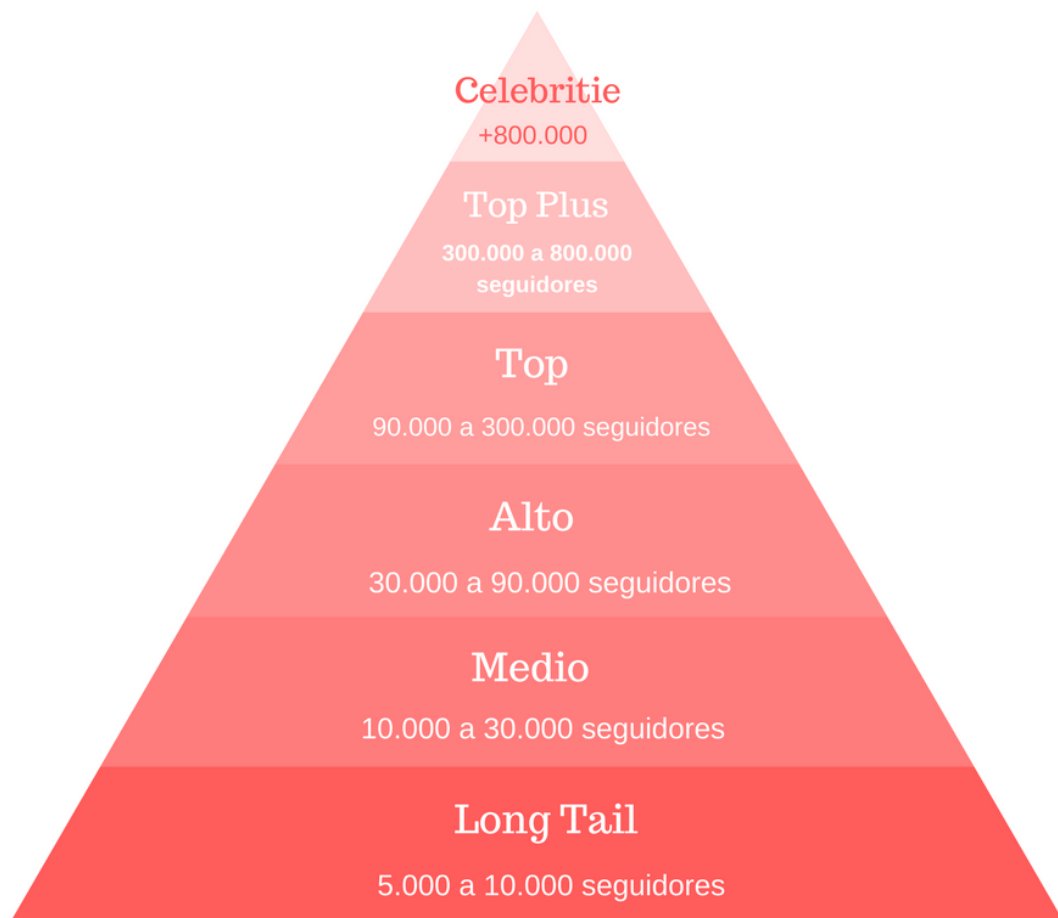 Celebritie
+800.000
Top Plus
300.000 a 800.000
seguidores
Top
90.000 a 300.000 seguidores
Alto
30.000 a 90.000 seguidores
Medio
10.000 a 30.000 seguidores
Long Tail
5.000 a 10.000 seguidores